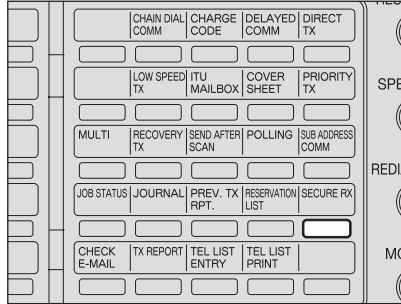 CHAIN DIAL COMM
CHARGE CODE
DELAYED COMM
DIRECT TX
LOW SPEED TX
ITU MAILBOX
COVER SHEET
PRIORITY TX
MULTI
RECOVERY TX
SEND AFTER SCAN
POLLING
SUB ADDRESS COMM
JOB STATUS
JOURNAL
PREV. TX RPT.
RESERVATION LIST
SECURE RX
CHECK E-MAIL
TX REPORT
TEL LIST ENTRY
TEL LIST PRINT
SPE
REDI
MO